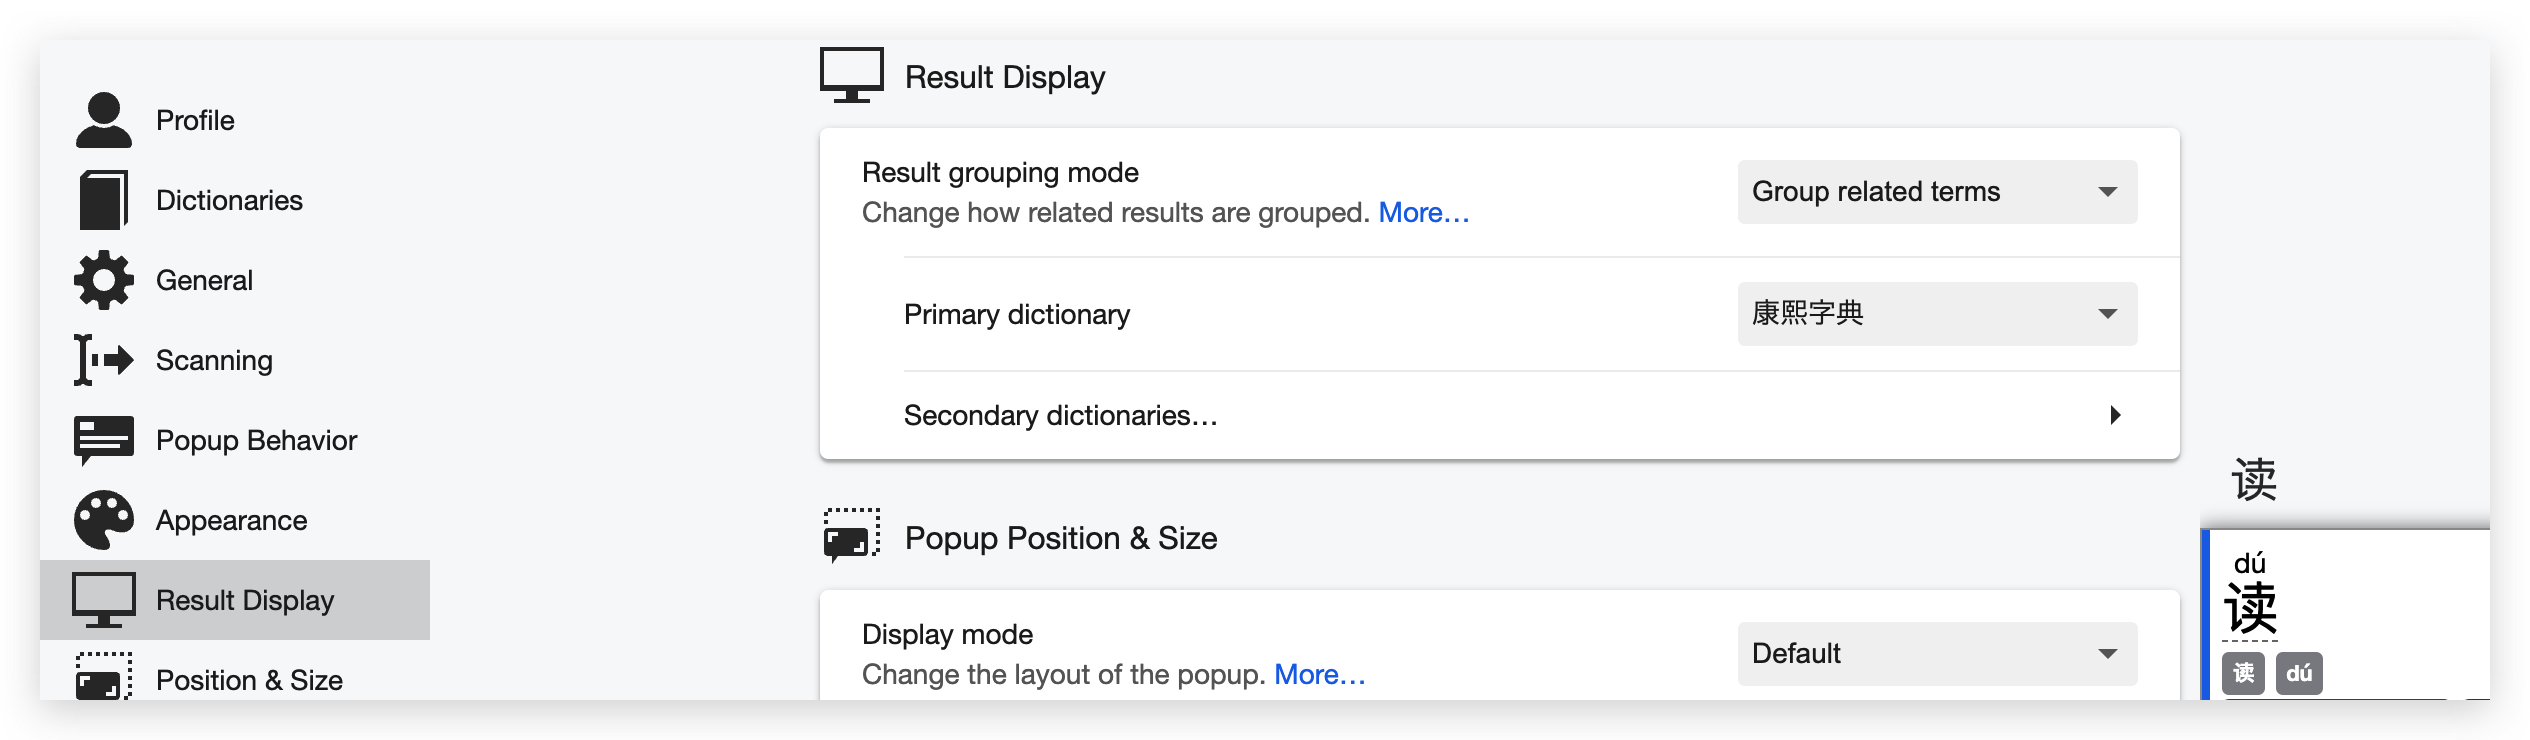 Profile
Dictionaries
General
Scanning
Popup Behavior
Appearance
Result Display
Position & Size
Result Display
Result grouping mode
Change how related results are grouped. More…
Group related terms
Primary dictionary
康熙字典
Secondary dictionaries…
Popup Position & Size
Display mode
Change the layout of the popup. More…
Default
读
dú
读
读 dú